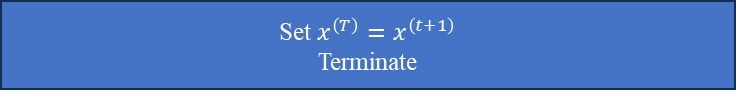 Set x^(T) = x^(t+1)
Terminate